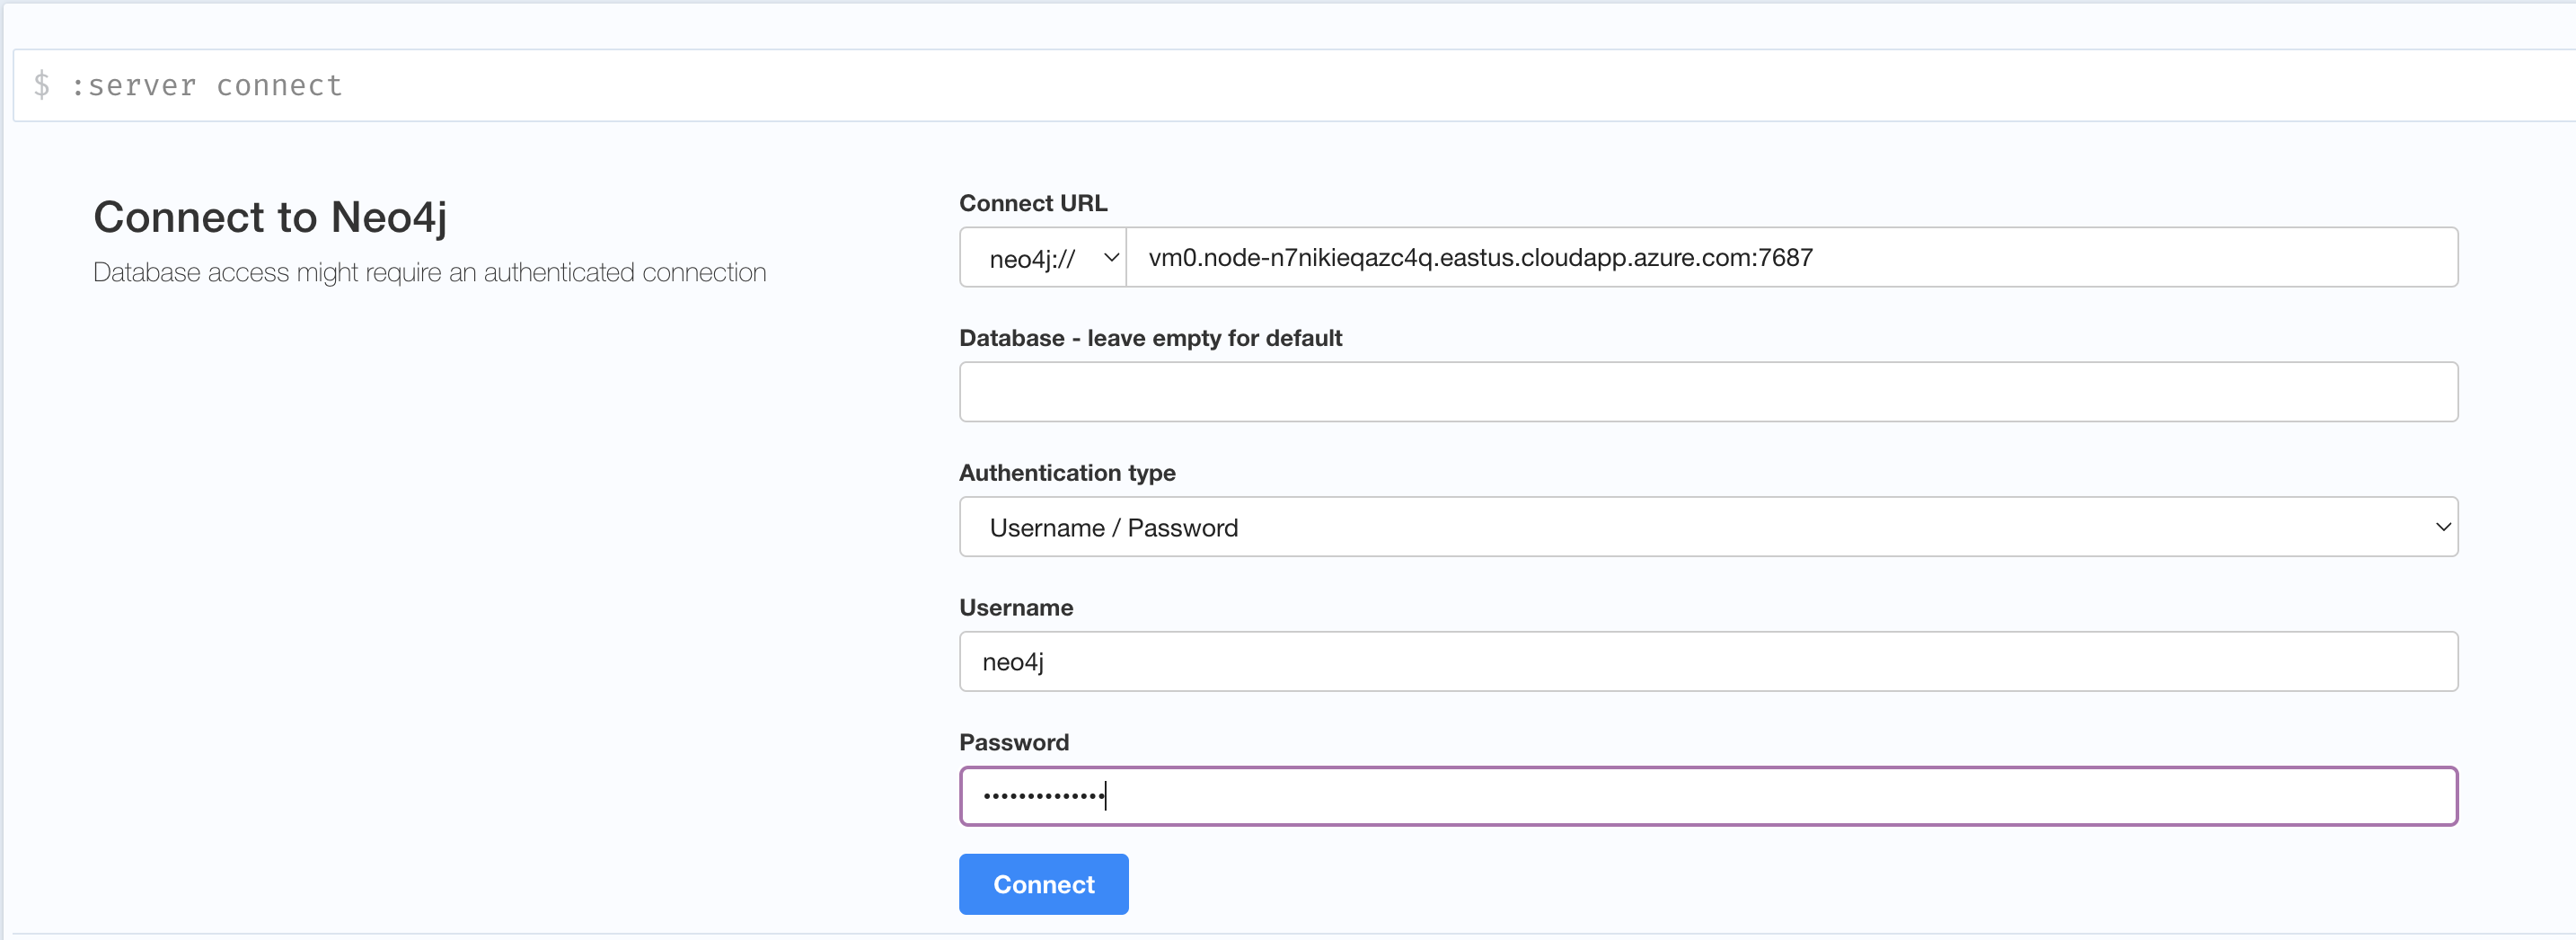 $ :server connect
Connect to Neo4j
Database access might require an authenticated connection
Connect URL
neo4j:// vm0.node-n7nikieqazc4q.eastus.cloudapp.azure.com:7687
Database - leave empty for default
Authentication type
Username / Password
Username
neo4j
Password
••••••••••••••
Connect